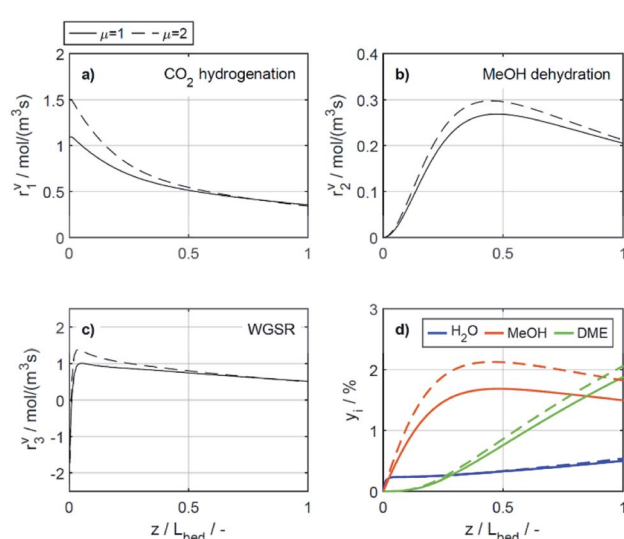 μ=1 μ=2
a) CO₂ hydrogenation
r₁ᵛ / mol/(m³s)
2
1.5
1
0.5
0
0 0.5 1
b) MeOH dehydration
r₂ᵛ / mol/(m³s)
0.4
0.3
0.2
0.1
0
0 0.5 1
c) WGSR
r₃ᵛ / mol/(m³s)
2
1
0
-1
-2
0 0.5 1
z / L_bed / -
d) H₂O MeOH DME
yᵢ / %
3
2
1
0
0 0.5 1
z / L_bed / -